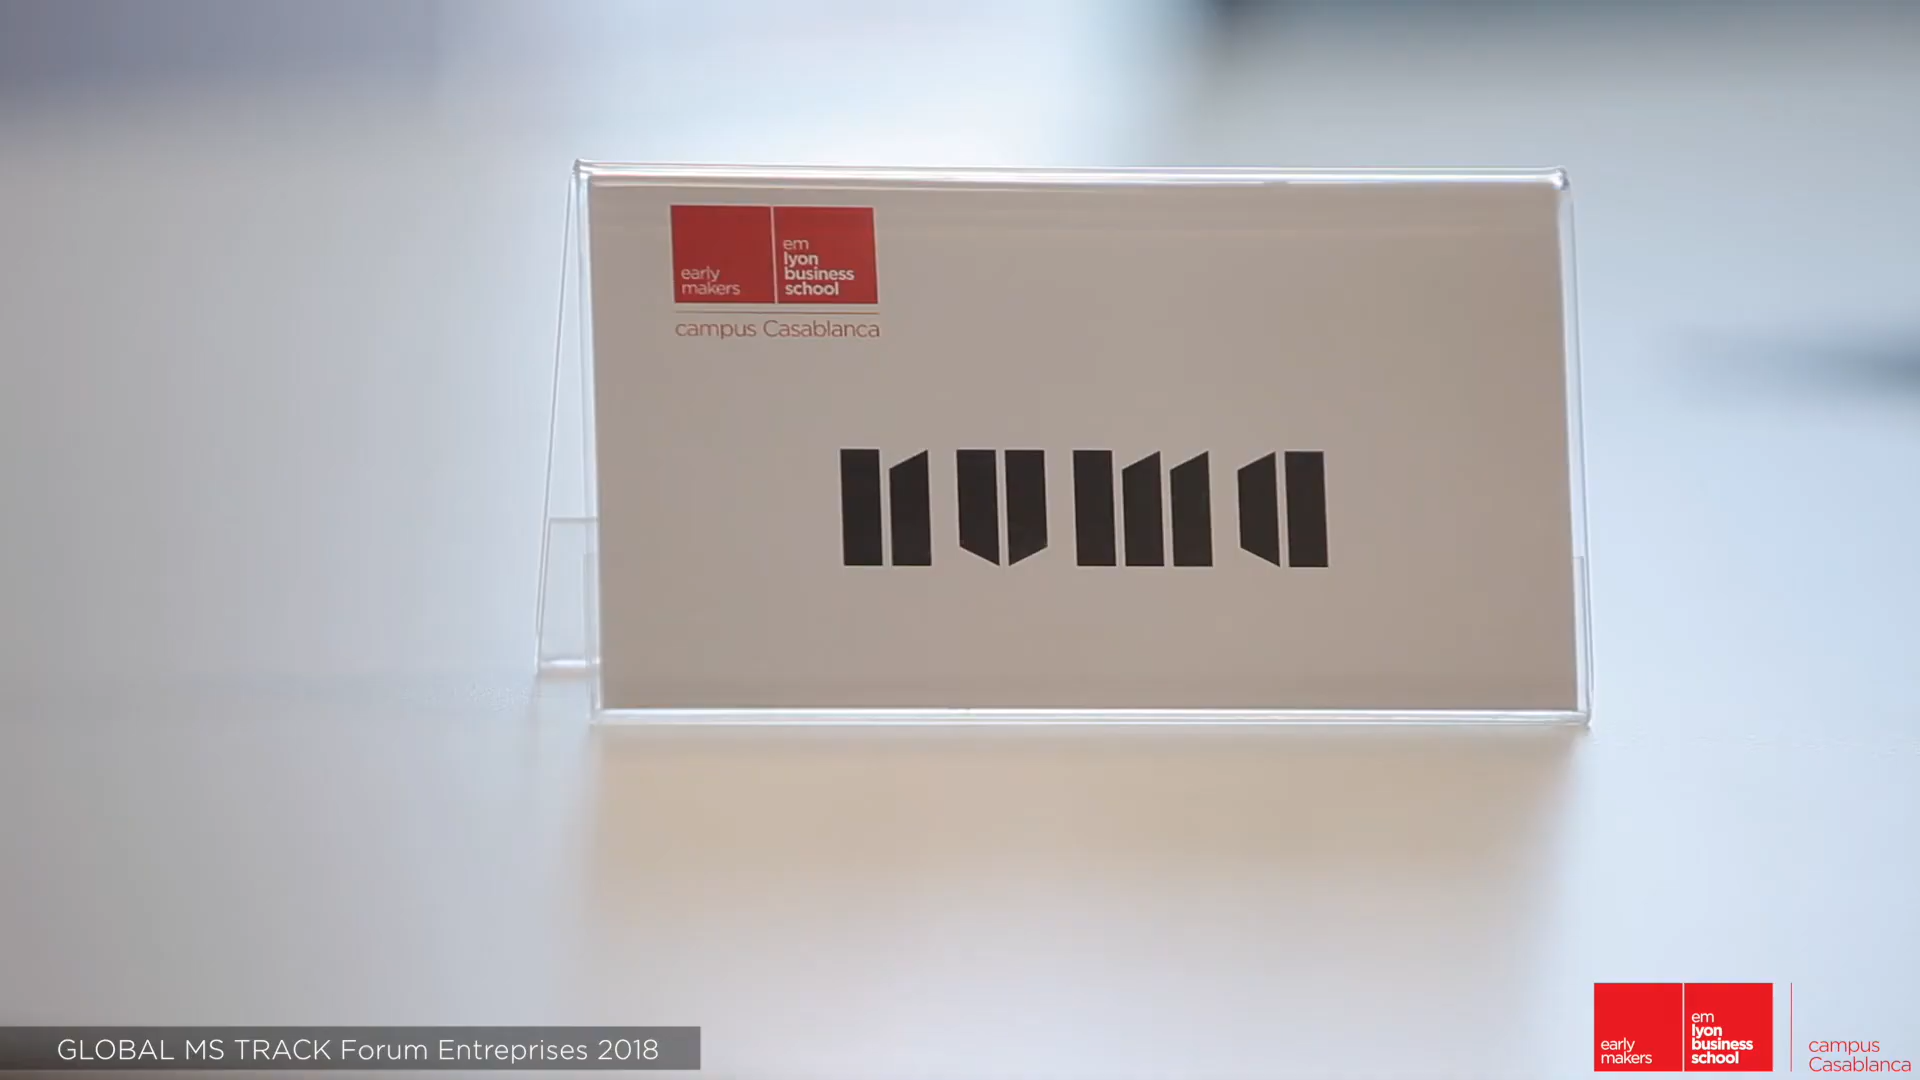 early
makers
em
lyon
business
school
campus Casablanca
numa
GLOBAL MS TRACK Forum Entreprises 2018
early
makers
em
lyon
business
school
campus
Casablanca